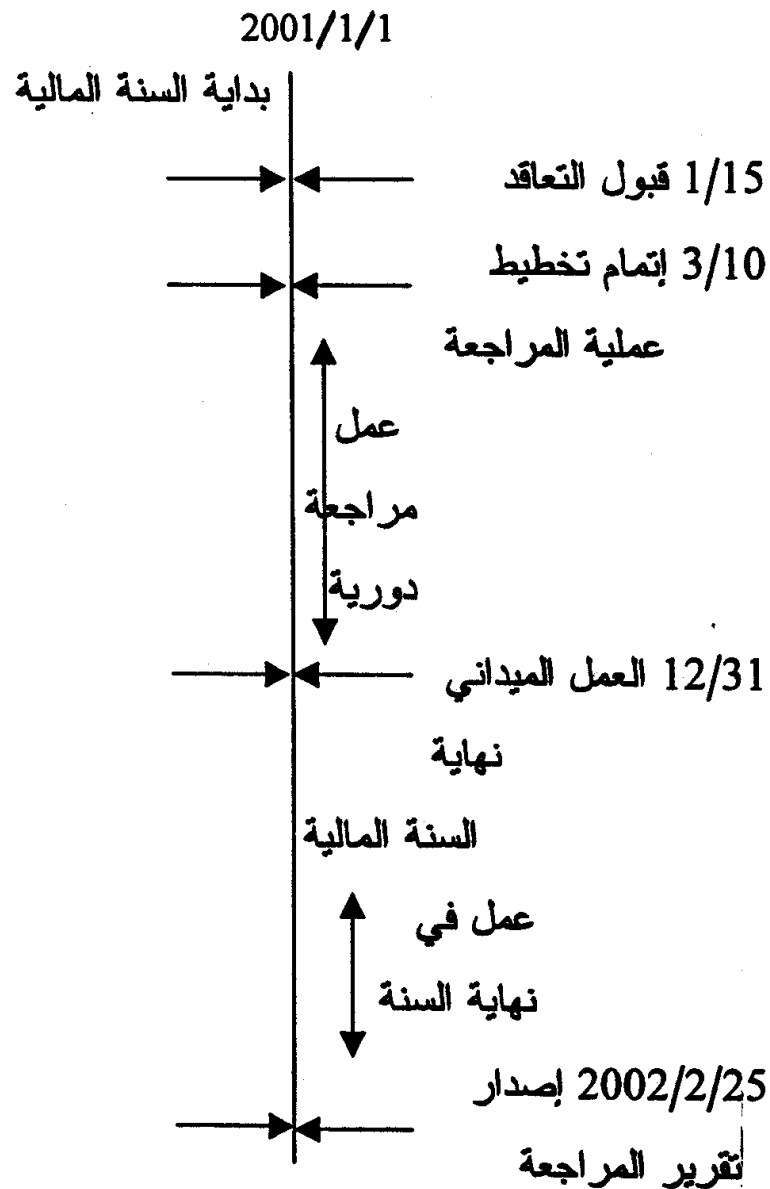 2001/1/1
بداية السنة المالية
1/15 قبول التعاقد
3/10 إتمام تخطيط
عملية المراجعة
عمل
مراجعة
دورية
12/31 العمل الميداني
نهاية
السنة المالية
عمل في
نهاية السنة
2002/2/25 إصدار
تقرير المراجعة